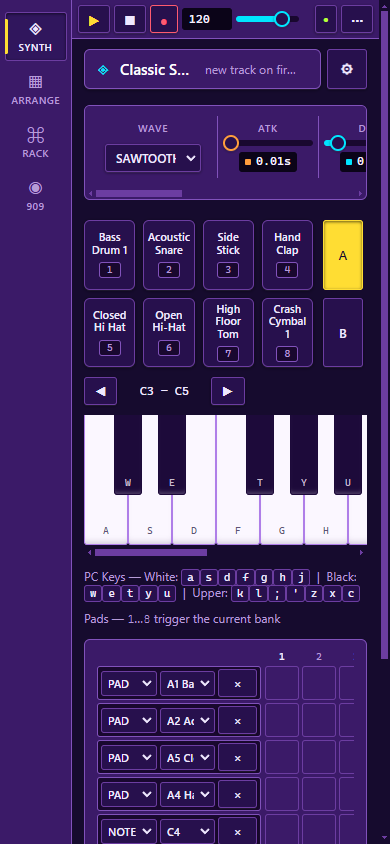 SYNTH
ARRANGE
RACK
909
120
Classic S...
new track on fir...
WAVE
ATK
D
SAWTOOTH
0.01s
0
Bass Drum 1
1
Acoustic Snare
2
Side Stick
3
Hand Clap
4
A
Closed Hi Hat
5
Open Hi-Hat
6
High Floor Tom
7
Crash Cymbal 1
8
B
C3 — C5
W E T Y U
A S D F G H
PC Keys — White: a s d f g h j | Black:
w e t y u | Upper: k l ; ' z x c
Pads — 1...8 trigger the current bank
1 2
PAD A1 Ba ×
PAD A2 Ac ×
PAD A5 Cl ×
PAD A4 Ha ×
NOTE C4 ×